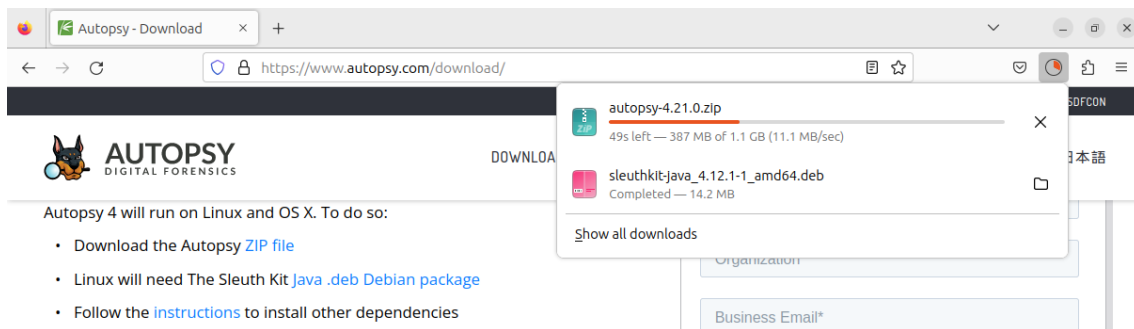 Autopsy - Download
https://www.autopsy.com/download/
autopsy-4.21.0.zip
49s left — 387 MB of 1.1 GB (11.1 MB/sec)
sleuthkit-java_4.12.1-1_amd64.deb
Completed — 14.2 MB
Show all downloads
AUTOPSY
DIGITAL FORENSICS
DOWNLOA
日本語
Autopsy 4 will run on Linux and OS X. To do so:
• Download the Autopsy ZIP file
• Linux will need The Sleuth Kit Java .deb Debian package
• Follow the instructions to install other dependencies
Organization
Business Email*